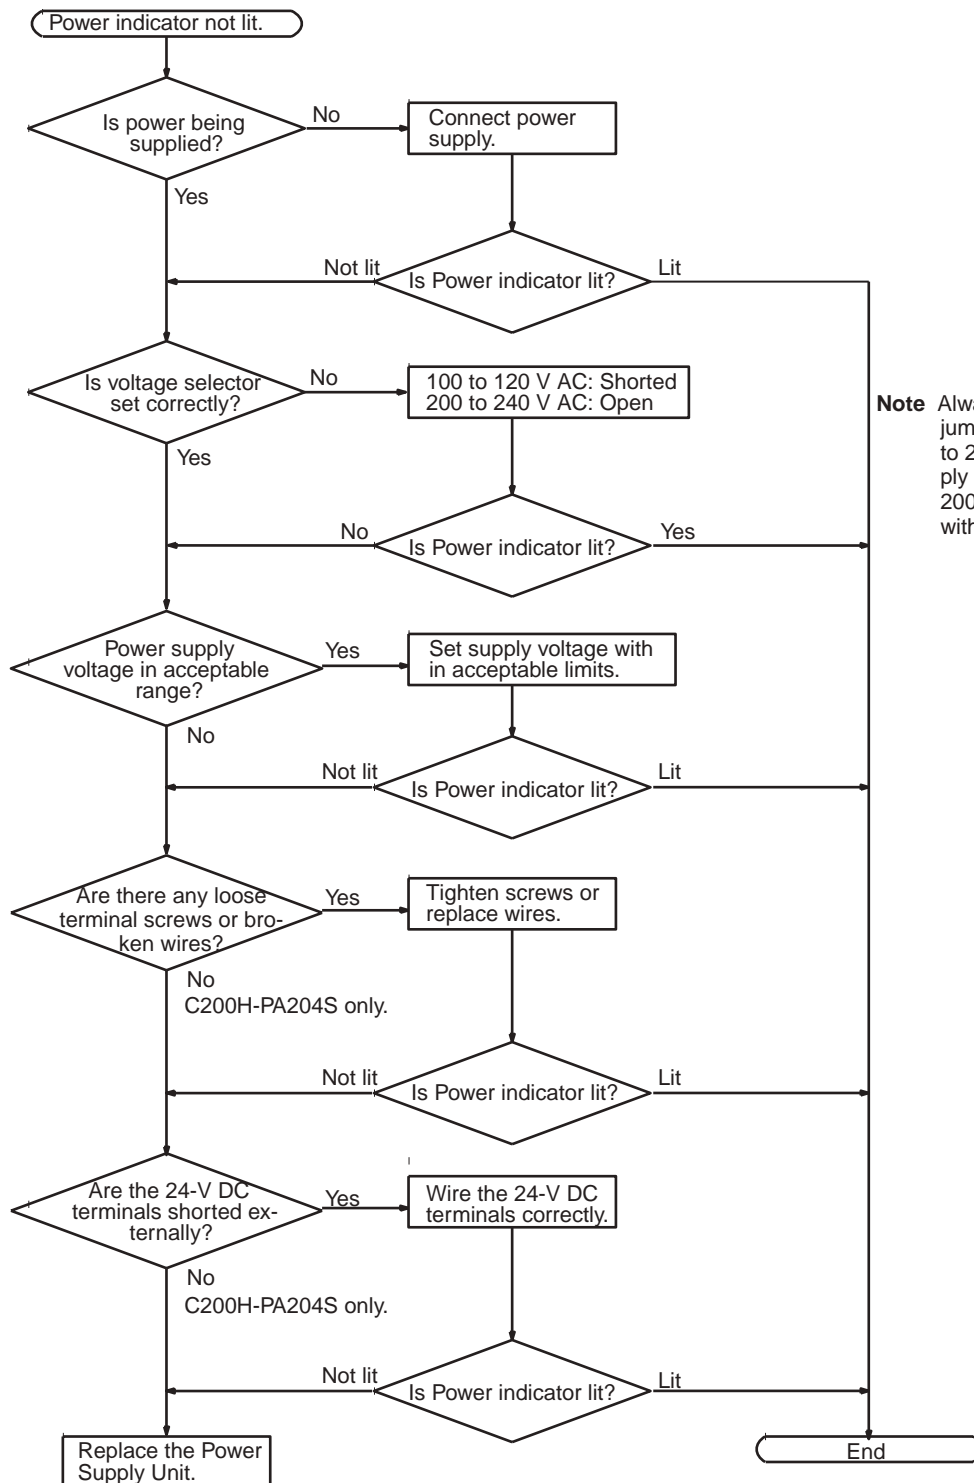 Power indicator not lit.
Is power being
supplied?
No
Connect power
supply.
Yes
Not lit
Is Power indicator lit?
Lit
Is voltage selector
set correctly?
No
100 to 120 V AC: Shorted
200 to 240 V AC: Open
Note
jum
to 2
ply
200
with
Yes
No
Is Power indicator lit?
Yes
Power supply
voltage in acceptable
range?
Yes
Set supply voltage with
in acceptable limits.
No
Not lit
Is Power indicator lit?
Lit
Are there any loose
terminal screws or bro-
ken wires?
Yes
Tighten screws or
replace wires.
No
C200H-PA204S only.
Not lit
Is Power indicator lit?
Lit
Are the 24-V DC
terminals shorted ex-
ternally?
Yes
Wire the 24-V DC
terminals correctly.
No
C200H-PA204S only.
Not lit
Is Power indicator lit?
Lit
Replace the Power
Supply Unit.
End